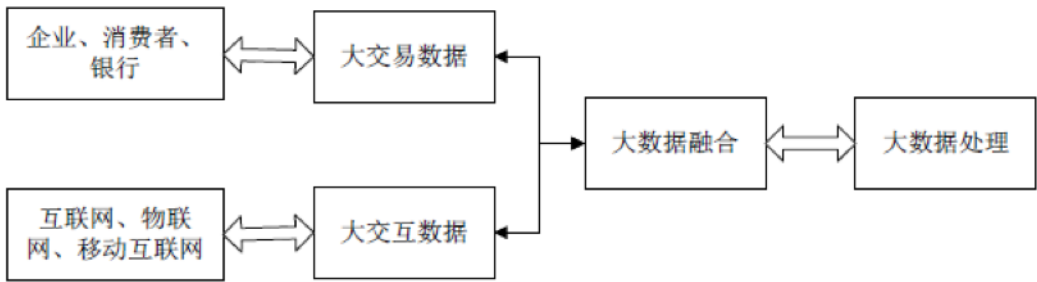 企业、消费者、
银行
大交易数据
大数据融合
大数据处理
互联网、物联
网、移动互联网
大交互数据